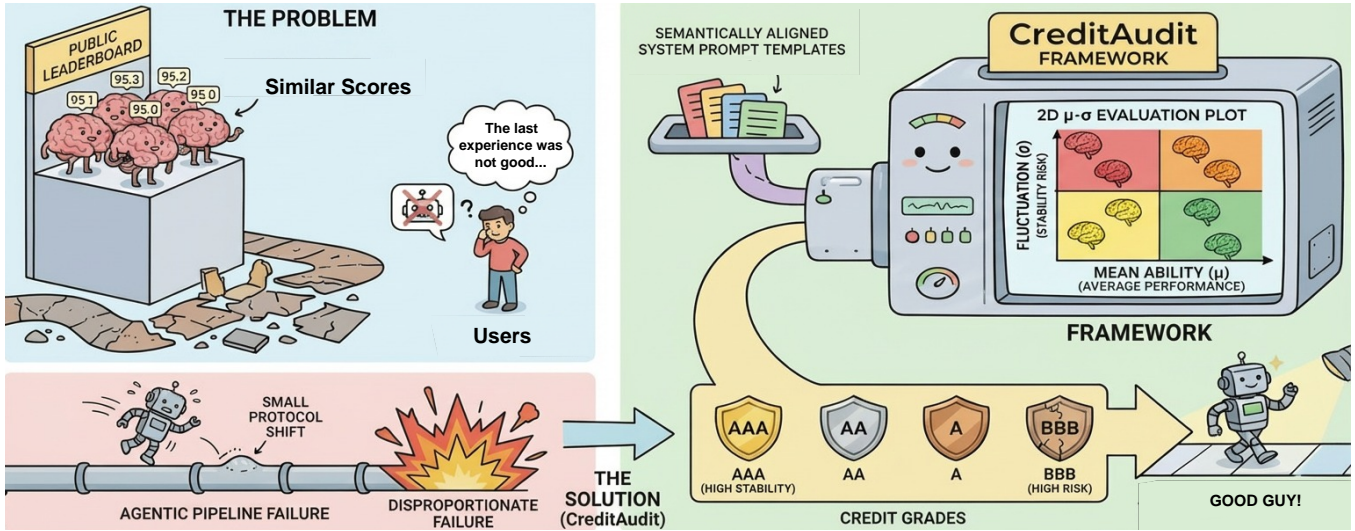 THE PROBLEM
PUBLIC
LEADERBOARD
95.3
95.2
95 1
95.0
95 0
Similar Scores
The last
experience was
not good...
?
Users
SMALL
PROTOCOL
SHIFT
AGENTIC PIPELINE FAILURE
DISPROPORTIONATE
FAILURE
THE
SOLUTION
(CreditAudit)
SEMANTICALLY ALIGNED
SYSTEM PROMPT TEMPLATES
CreditAudit
FRAMEWORK
2D μ-σ EVALUATION PLOT
FLUCTUATION (σ)
(STABILITY RISK)
MEAN ABILITY (μ)
(AVERAGE PERFORMANCE)
FRAMEWORK
AAA
AA
A
BBB
AAA
(HIGH STABILITY)
AA
A
BBB
(HIGH RISK)
CREDIT GRADES
GOOD GUY!